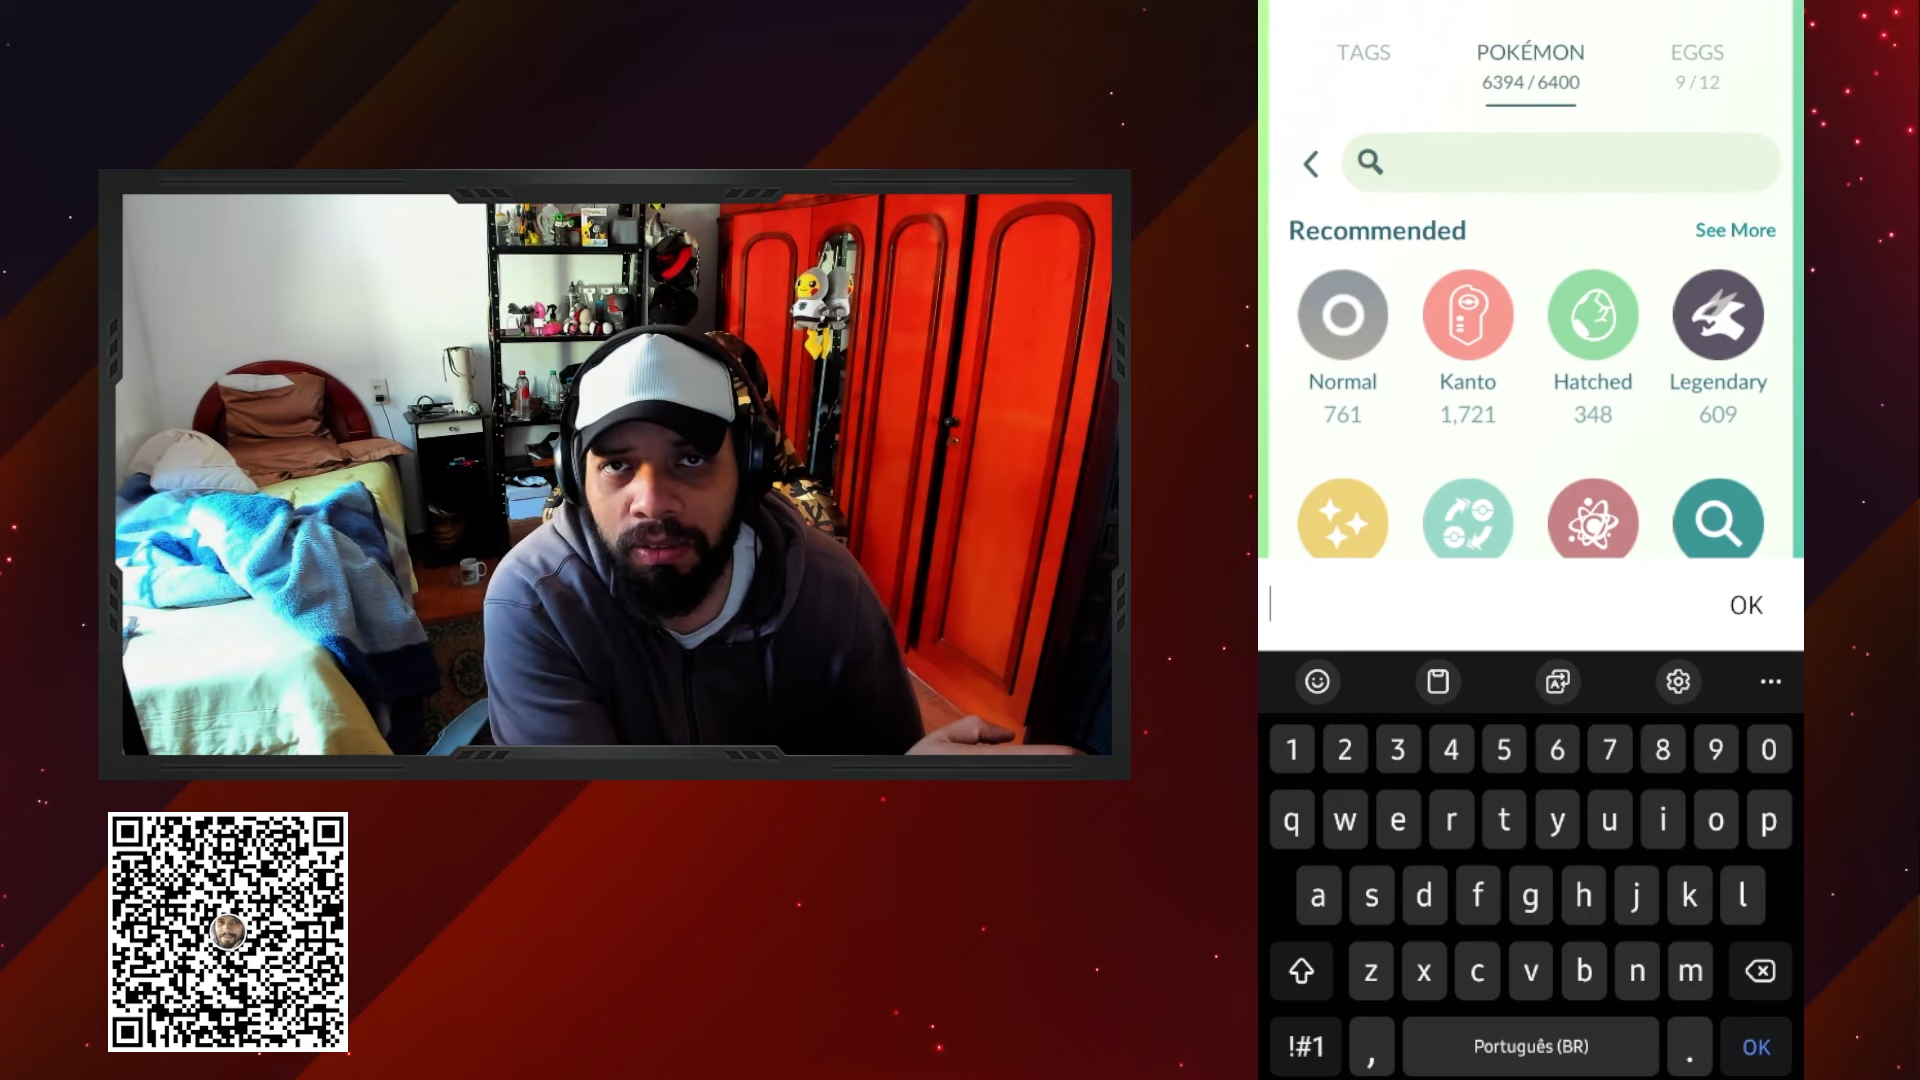 TAGS
POKÉMON
EGGS
6394 / 6400
9 / 12
Recommended
See More
Normal
Kanto
Hatched
Legendary
761
1,721
348
609
OK
1 2 3 4 5 6 7 8 9 0
q w e r t y u i o p
a s d f g h j k l
z x c v b n m
!#1 , Português (BR) . OK